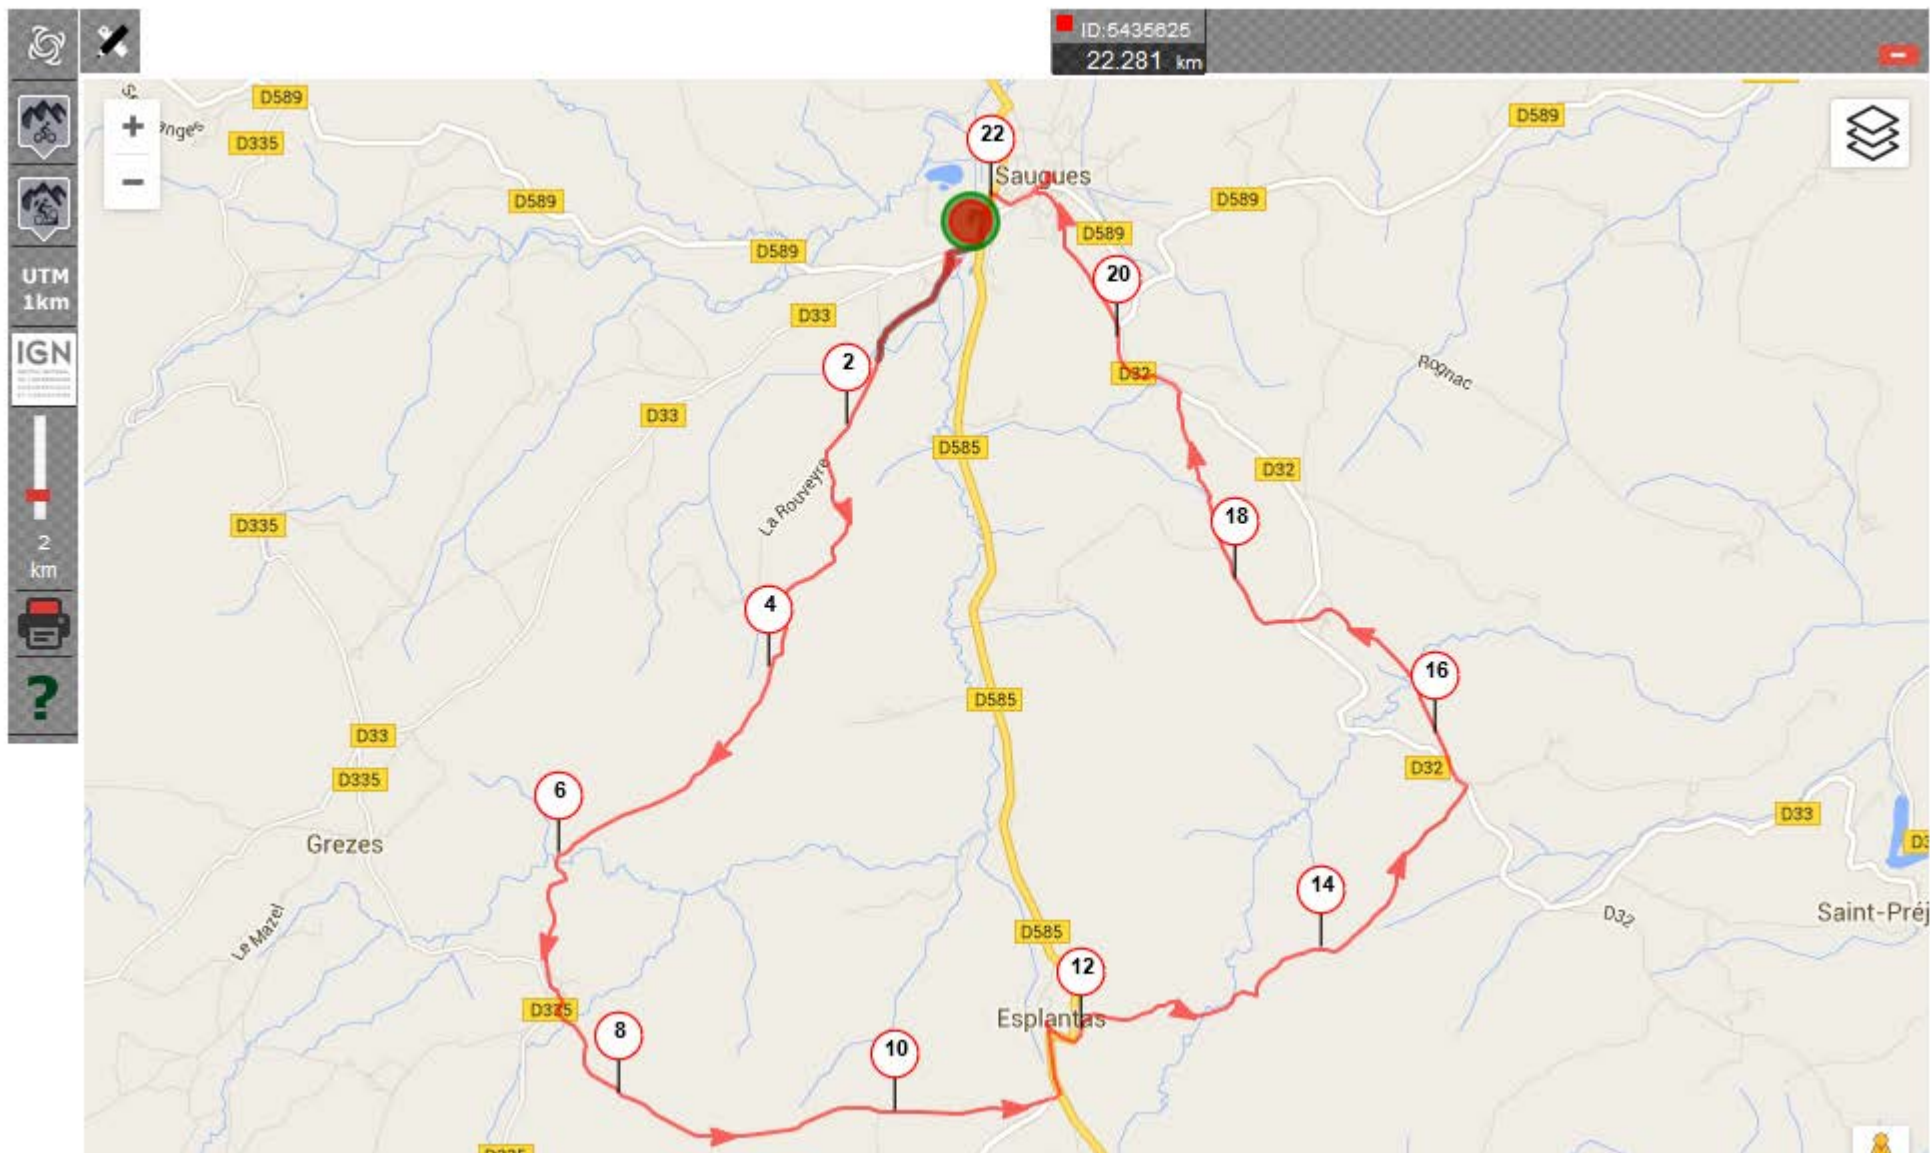 ID:5435625
22.281 km
UTM
1km
IGN
2
km
?
+
−
anges
D589
D335
D589
D589
D33
D33
D335
D33
D335
Grezes
Le Mazel
22
Saugues
D589
D589
D589
20
2
D32
Rognac
D585
D32
La Rouveyre
18
4
16
D585
D32
6
D33
14
Saint-Préj
D32
D585
12
Esplantas
D335
8
10